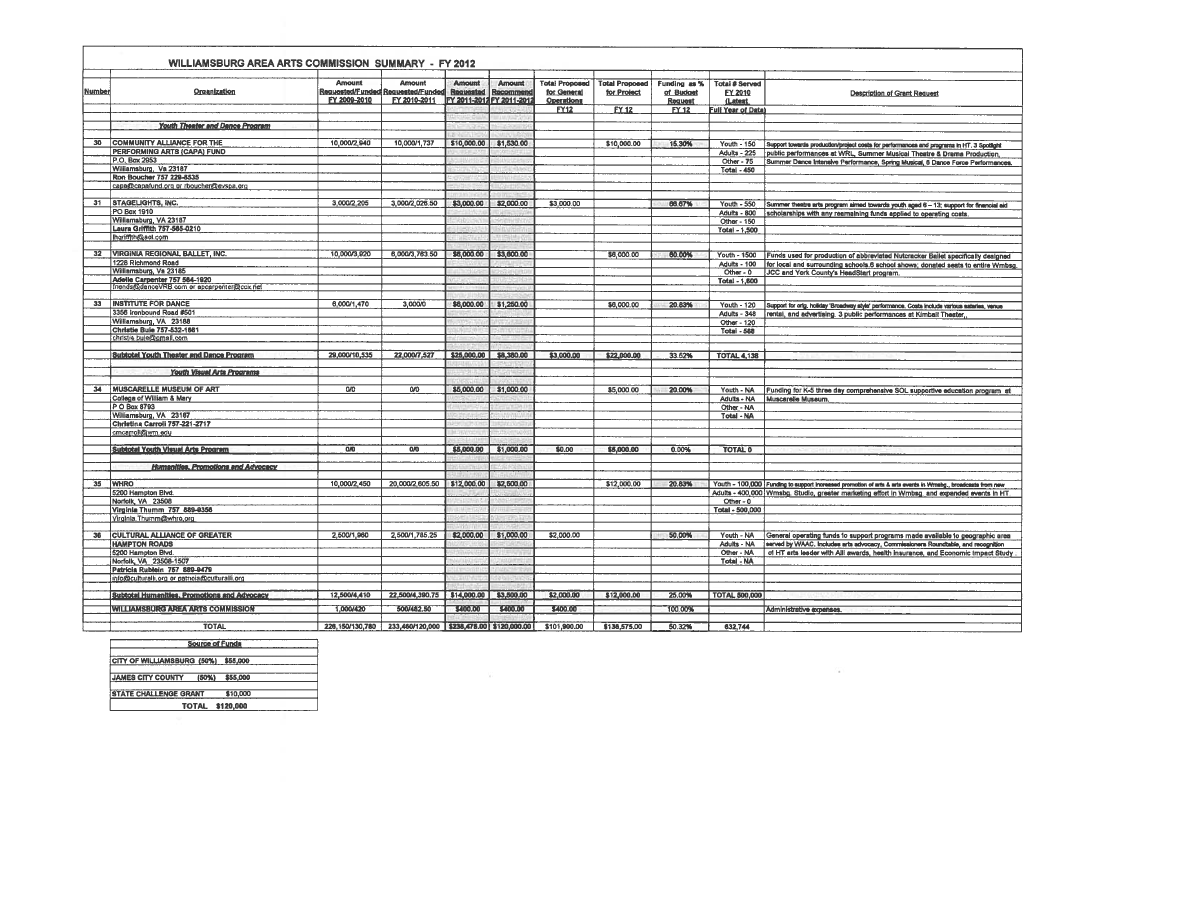 WILLIAMSBURG AREA ARTS COMMISSION SUMMARY - FY 2012
Amount Amount Amount Amount Total Proposed Total Proposed Funding as % Total # Served
Number Organization Requested/Funded Requested/Funded Requested Recommend for General for Project of Budget FY 2010 Description of Grant Request
FY 2009-2010 FY 2010-2011 FY 2011-2012 FY 2011-2012 Operations Request (Latest
FY12 FY 12 FY 12 Full Year of Data)
Youth Theater and Dance Program
30 COMMUNITY ALLIANCE FOR THE 10,000/2,940 10,000/1,737 $10,000.00 $1,530.00 $10,000.00 15.30% Youth - 150 Support towards production/project costs for performances and programs in HT. 3 Spotlight
PERFORMING ARTS (CAPA) FUND Adults - 225 public performances at WRL, Summer Musical Theatre & Drama Production,
P.O. Box 2953 Other - 75 Summer Dance Intensive Performance, Spring Musical, 6 Dance Force Performances.
Williamsburg, Va 23187 Total - 450
Ron Boucher 757 229-8535
capa@capafund.org or rboucher@evspa.org
31 STAGELIGHTS, INC. 3,000/2,205 3,000/2,026.50 $3,000.00 $2,000.00 $3,000.00 66.67% Youth - 550 Summer theatre arts program aimed towards youth aged 6 – 13; support for financial aid
PO Box 1910 Adults - 800 scholarships with any reamaining funds applied to operating costs.
Williamsburg, VA 23187 Other - 150
Laura Griffith 757-565-0210 Total - 1,500
lhgriffith@aol.com
32 VIRGINIA REGIONAL BALLET, INC. 10,000/3,920 6,000/3,763.50 $6,000.00 $3,600.00 $6,000.00 60.00% Youth - 1500 Funds used for production of abbreviated Nutcracker Ballet specifically designed
1228 Richmond Road Adults - 100 for local and surrounding schools.6 school shows; donated seats to entire Wmbsg,
Williamsburg, Va 23185 Other - 0 JCC and York County's HeadStart program.
Adelle Carpenter 757 564-1920 Total - 1,600
friends@danceVRB.com or apcarpenter@cox.net
33 INSTITUTE FOR DANCE 6,000/1,470 3,000/0 $6,000.00 $1,250.00 $6,000.00 20.83% Youth - 120 Support for orig. holiday 'Broadway style' performance. Costs include various salaries, venue
3356 Ironbound Road #501 Adults - 348 rental, and advertising. 3 public performances at Kimball Theater,.
Williamsburg, VA 23188 Other - 120
Christie Buie 757-532-1661 Total - 588
christie.buie@gmail.com
Subtotal Youth Theater and Dance Program 29,000/10,535 22,000/7,527 $25,000.00 $8,380.00 $3,000.00 $22,000.00 33.52% TOTAL 4,138
Youth Visual Arts Programs
34 MUSCARELLE MUSEUM OF ART 0/0 0/0 $5,000.00 $1,000.00 $5,000.00 20.00% Youth - NA Funding for K-5 three day comprehensive SOL supportive education program at
College of William & Mary Adults - NA Muscarelle Museum.
P O Box 8793 Other - NA
Williamsburg, VA 23187 Total - NA
Christina Carroll 757-221-2717
cmcarroll@wm.edu
Subtotal Youth Visual Arts Program 0/0 0/0 $5,000.00 $1,000.00 $0.00 $5,000.00 0.00% TOTAL 0
Humanities, Promotions and Advocacy
35 WHRO 10,000/2,450 20,000/2,605.50 $12,000.00 $2,500.00 $12,000.00 20.83% Youth - 100,000 Funding to support increased promotion of arts & arts events in Wmsbg., broadcasts from new
5200 Hampton Blvd. Adults - 400,000 Wmsbg. Studio, greater marketing effort in Wmbsg and expanded events in HT.
Norfolk, VA 23508 Other - 0
Virginia Thumm 757 889-9356 Total - 500,000
Virginia.Thumm@whro.org
36 CULTURAL ALLIANCE OF GREATER 2,500/1,960 2,500/1,785.25 $2,000.00 $1,000.00 $2,000.00 50.00% Youth - NA General operating funds to support programs made available to geographic area
HAMPTON ROADS Adults - NA served by WAAC. Includes arts advocacy, Commissioners Roundtable, and recognition
5200 Hampton Blvd. Other - NA of HT arts leader with Alli awards, health insurance, and Economic Impact Study.
Norfolk, VA 23508-1507 Total - NA
Patricia Rublein 757 889-9479
info@culturalli.org or patricia@culturalli.org
Subtotal Humanities, Promotions and Advocacy 12,500/4,410 22,500/4,390.75 $14,000.00 $3,500.00 $2,000.00 $12,000.00 25.00% TOTAL 500,000
WILLIAMSBURG AREA ARTS COMMISSION 1,000/420 500/482.50 $400.00 $400.00 $400.00 100.00% Administrative expenses.
TOTAL 226,150/130,780 233,460/120,000 $238,475.00 $120,000.00 $101,900.00 $136,575.00 50.32% 632,744
Source of Funds
CITY OF WILLIAMSBURG (50%) $55,000
JAMES CITY COUNTY (50%) $55,000
STATE CHALLENGE GRANT $10,000
TOTAL $120,000